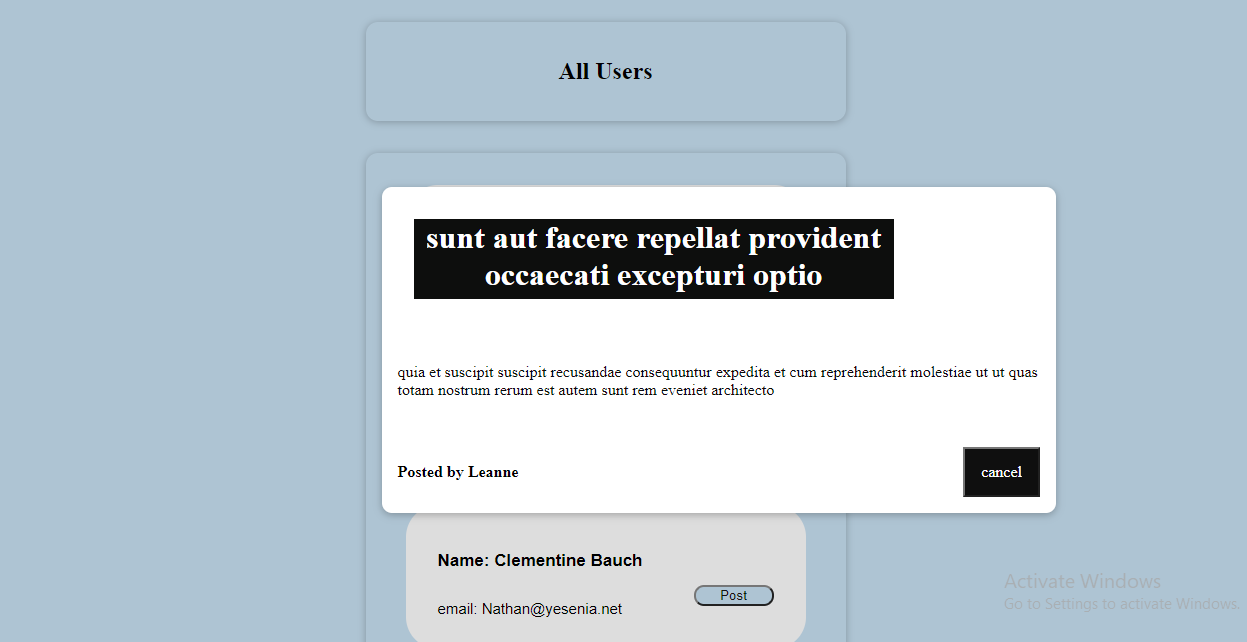 All Users
sunt aut facere repellat provident
occaecati excepturi optio
quia et suscipit suscipit recusandae consequuntur expedita et cum reprehenderit molestiae ut ut quas
totam nostrum rerum est autem sunt rem eveniet architecto
Posted by Leanne
cancel
Name: Clementine Bauch
Post
email: Nathan@yesenia.net
Activate Windows
Go to Settings to activate Windows.